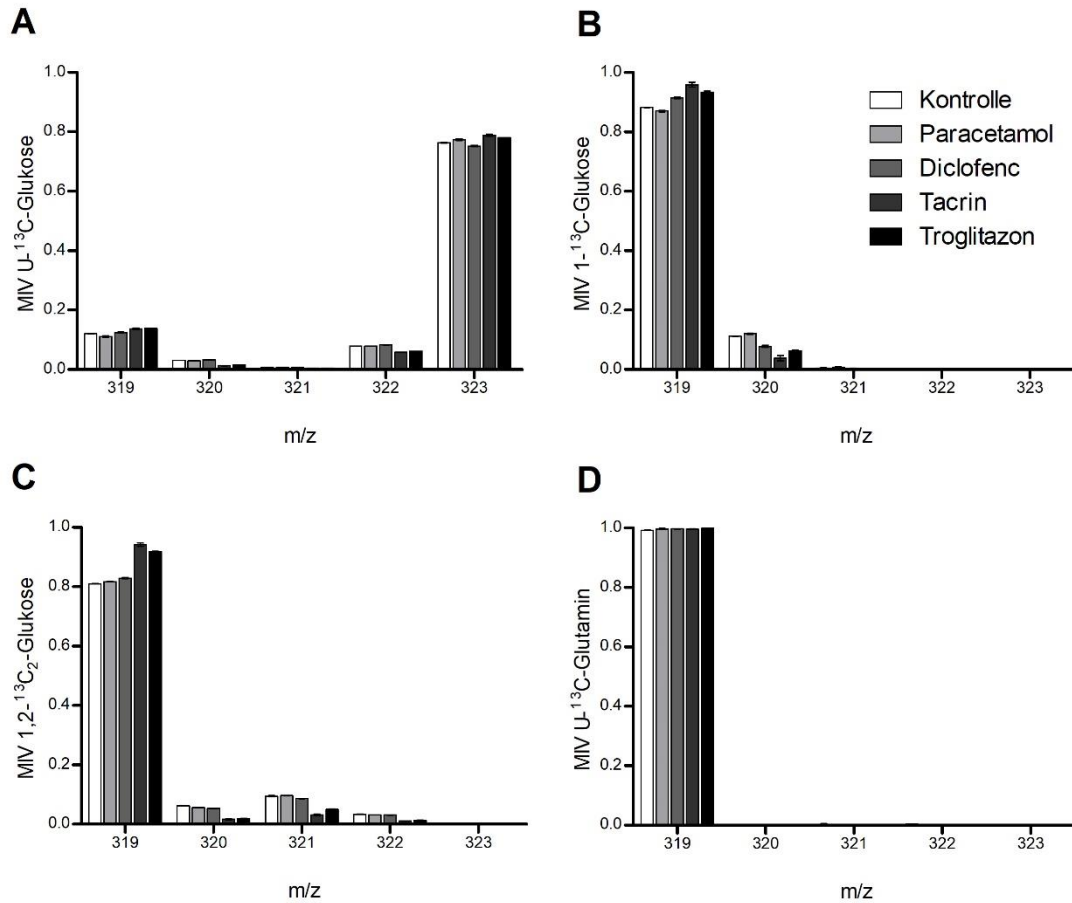 A
MIV U-¹³C-Glukose
1.0
0.8
0.6
0.4
0.2
0.0
319 320 321 322 323
m/z
B
MIV 1-¹³C-Glukose
1.0
0.8
0.6
0.4
0.2
0.0
319 320 321 322 323
m/z
Kontrolle
Paracetamol
Diclofenc
Tacrin
Troglitazon
C
MIV 1,2-¹³C₂-Glukose
1.0
0.8
0.6
0.4
0.2
0.0
319 320 321 322 323
m/z
D
MIV U-¹³C-Glutamin
1.0
0.8
0.6
0.4
0.2
0.0
319 320 321 322 323
m/z